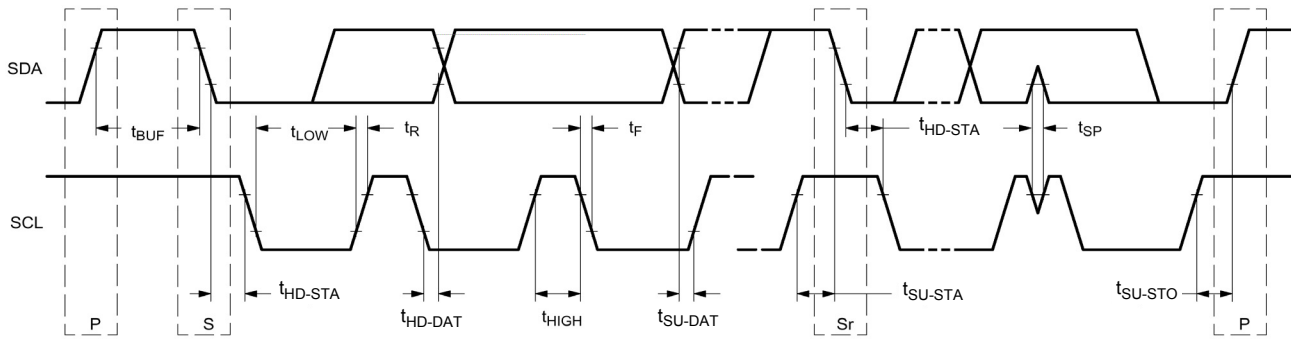 SDA
tBUF
tLOW
tR
tF
tHD-STA
tSP
SCL
tHD-STA
tHD-DAT
tHIGH
tSU-DAT
tSU-STA
tSU-STO
P
S
Sr
P